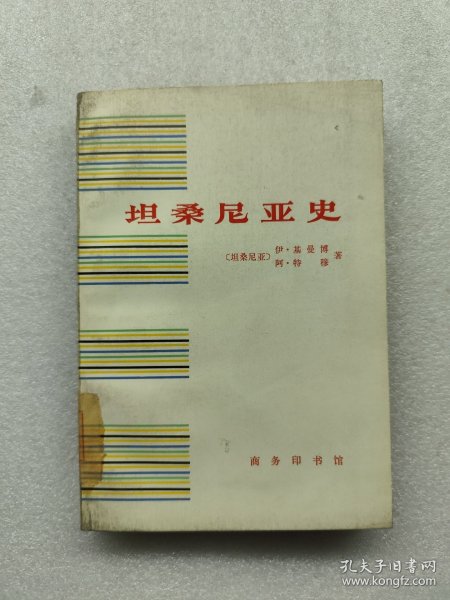 坦桑尼亚史
〔坦桑尼亚〕伊·基曼博
阿·特穆 著
商务印书馆
孔夫子旧书网
www.kongfz.com